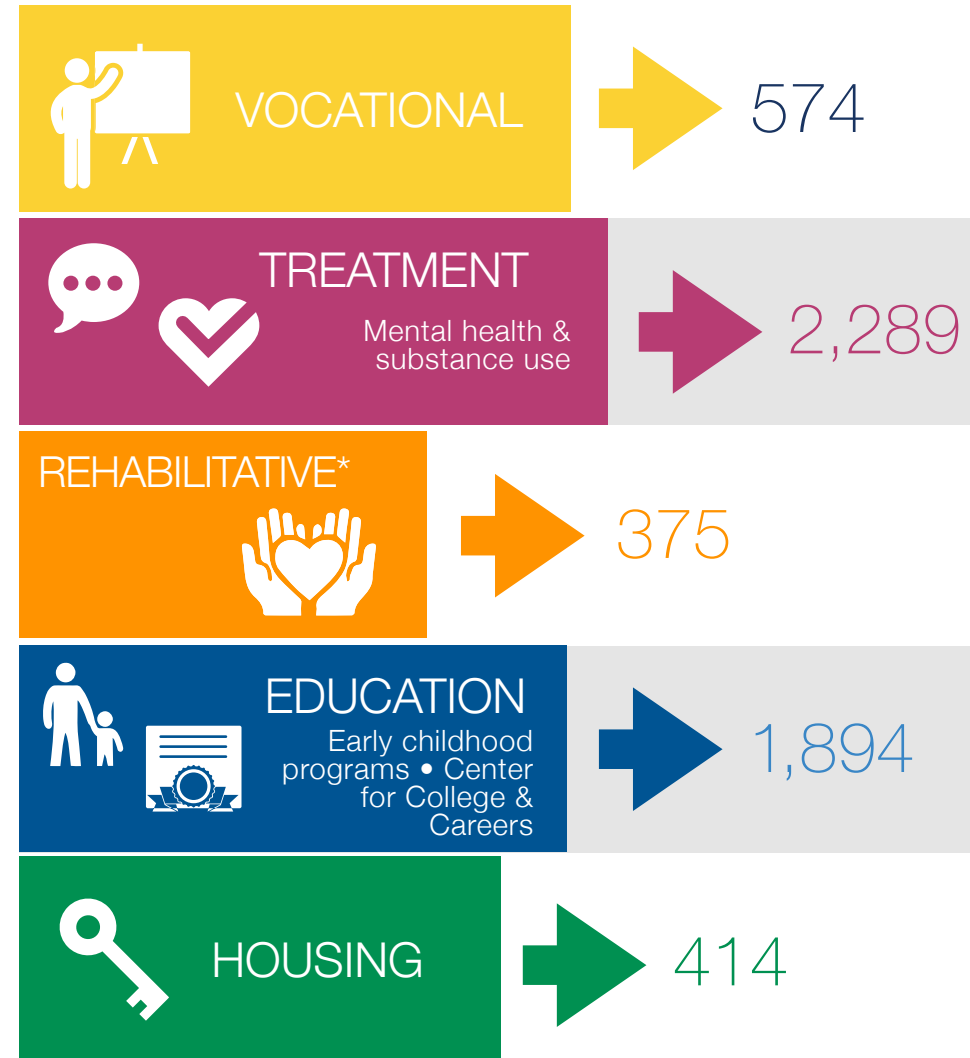 VOCATIONAL
574
TREATMENT
Mental health &
substance use
2,289
REHABILITATIVE*
375
EDUCATION
Early childhood
programs • Center
for College &
Careers
1,894
HOUSING
414